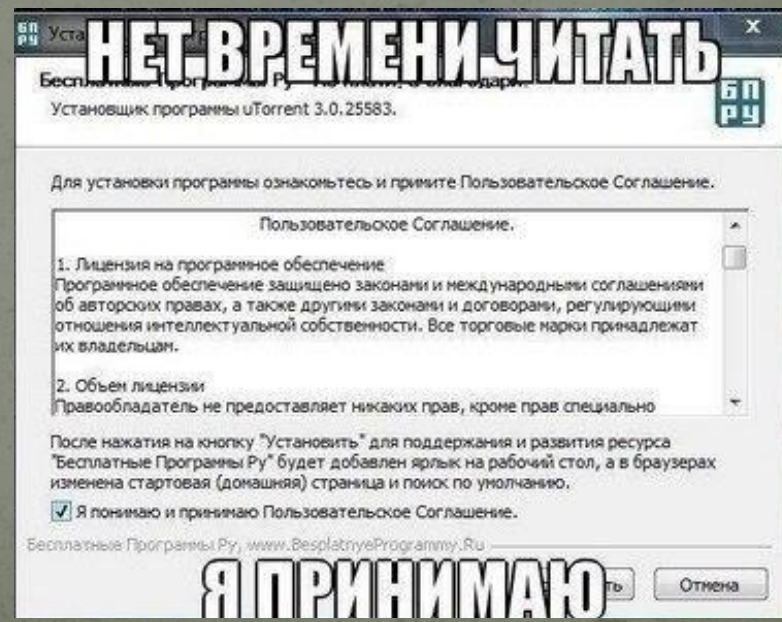 БП
РУ
Уста
НЕТ ВРЕМЕНИ ЧИТАТЬ
x
Установщик программы uTorrent 3.0.25583.
БП
РУ
Для установки программы ознакомьтесь и примите Пользовательское Соглашение.
Пользовательское Соглашение.
1. Лицензия на программное обеспечение
Программное обеспечение защищено законами и международными соглашениями
об авторских правах, а также другими законами и договорами, регулирующими
отношения интеллектуальной собственности. Все торговые марки принадлежат
их владельцам.
2. Объем лицензии
Правообладатель не предоставляет никаких прав, кроме прав специально
После нажатия на кнопку "Установить" для поддержания и развития ресурса
"Бесплатные Программы Ру" будет добавлен ярлык на рабочий стол, а в браузерах
изменена стартовая (домашняя) страница и поиск по умолчанию.
Я понимаю и принимаю Пользовательское Соглашение.
Бесплатные Программы Ру, www.BesplatnyeProgrammy.Ru
Я ПРИНИМАЮ
ть
Отмена